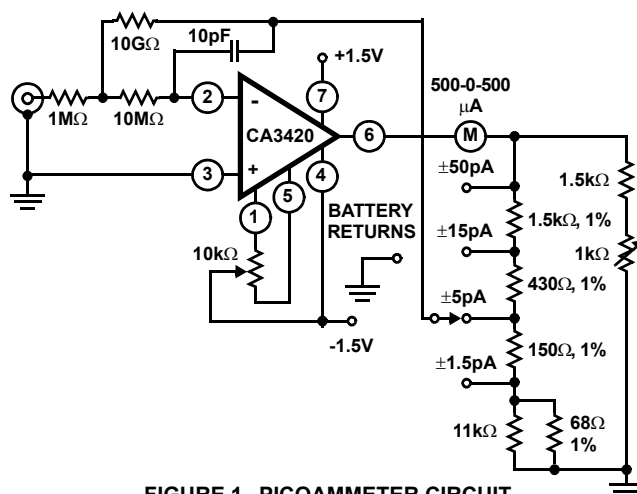 10GΩ
10pF
+1.5V
1MΩ
10MΩ
2
-
7
500-0-500
µA
CA3420
6
M
3
+
4
5
1
±50pA
1.5kΩ
BATTERY
RETURNS
1.5kΩ, 1%
10kΩ
±15pA
1kΩ
430Ω, 1%
±5pA
-1.5V
150Ω, 1%
±1.5pA
11kΩ
68Ω
1%
FIGURE 1. PICOAMMETER CIRCUIT